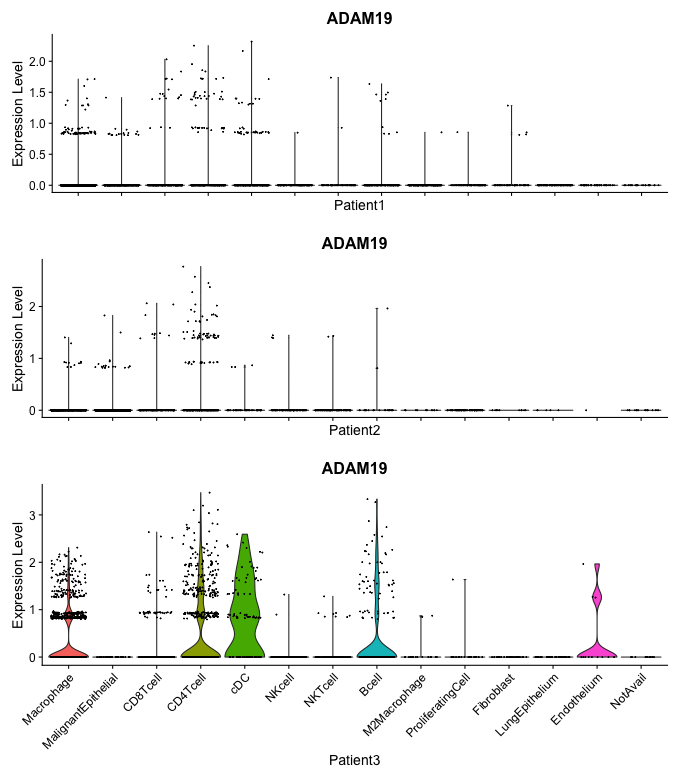 ADAM19
Expression Level
2.0
1.5
1.0
0.5
0.0
Patient1
ADAM19
Expression Level
2
1
0
Patient2
ADAM19
Expression Level
3
2
1
0
Macrophage
MalignantEpithelial
CD8Tcell
CD4Tcell
cDC
NKcell
NKTcell
Bcell
M2Macrophage
ProliferatingCell
Fibroblast
LungEpithelium
Endothelium
NotAvail
Patient3